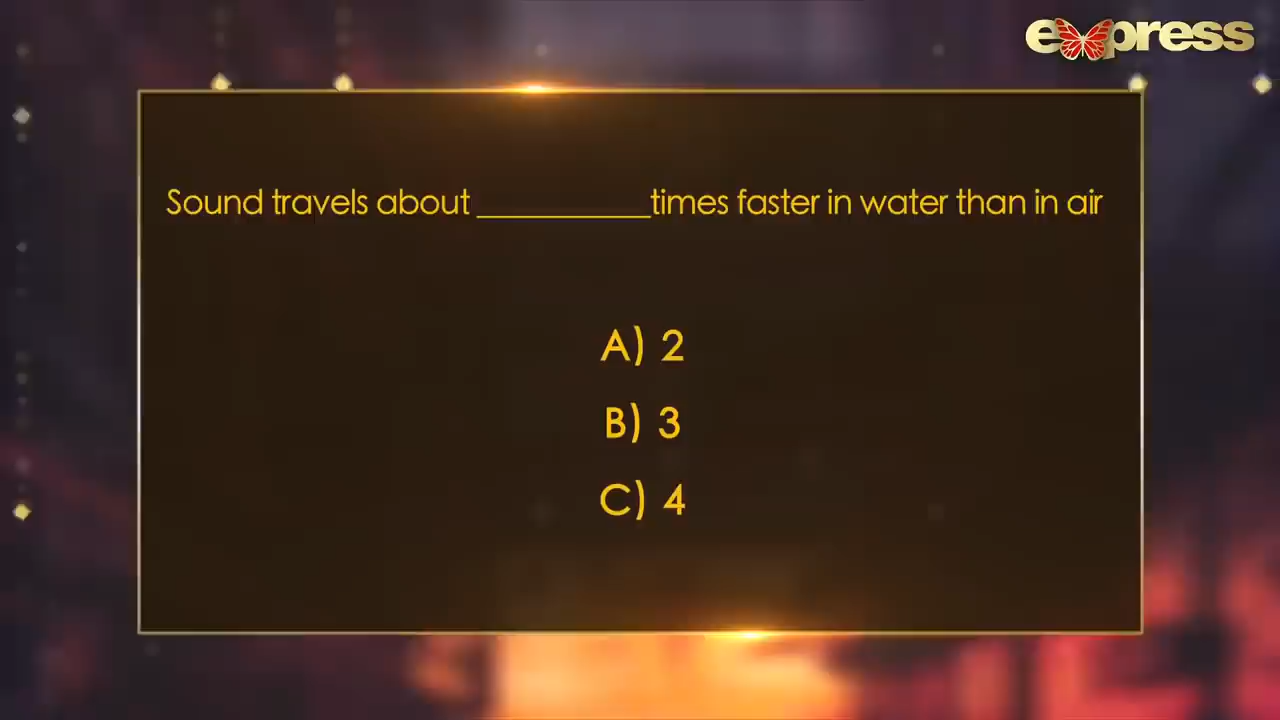 express
Sound travels about __________times faster in water than in air
A) 2
B) 3
C) 4